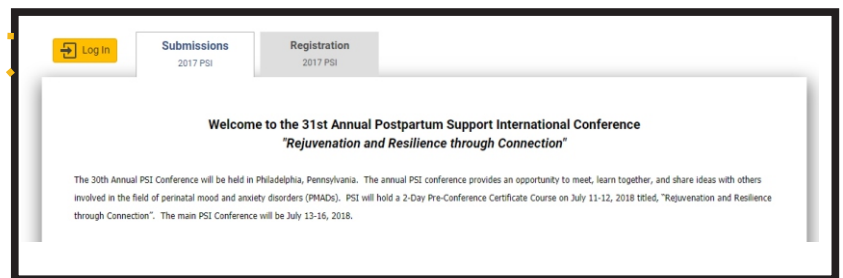 Log In
Submissions
2017 PSI
Registration
2017 PSI
Welcome to the 31st Annual Postpartum Support International Conference
"Rejuvenation and Resilience through Connection"
The 30th Annual PSI Conference will be held in Philadelphia, Pennsylvania. The annual PSI conference provides an opportunity to meet, learn together, and share ideas with others
involved in the field of perinatal mood and anxiety disorders (PMADs). PSI will hold a 2-Day Pre-Conference Certificate Course on July 11-12, 2018 titled, "Rejuvenation and Resilience
through Connection". The main PSI Conference will be July 13-16, 2018.